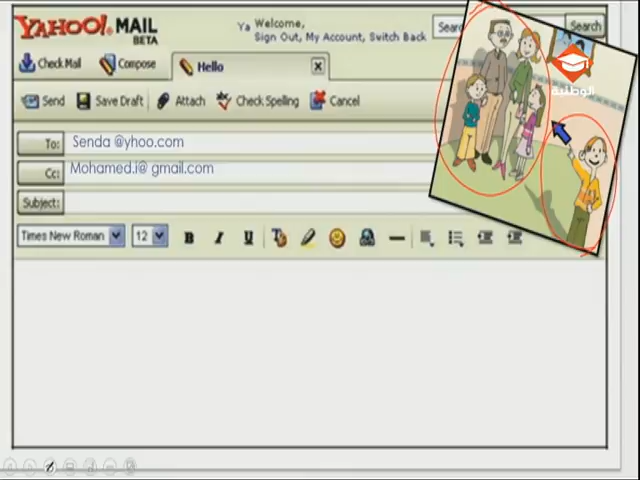 YAHOO! MAIL
BETA
Ya Welcome,
Sign Out, My Account, Switch Back
Search
Check Mail
Compose
Hello
Send
Save Draft
Attach
Check Spelling
Cancel
To: Senda @yhoo.com
Cc: Mohamed.i@ gmail.com
Subject:
Times New Roman
12
B I U
الوطنية